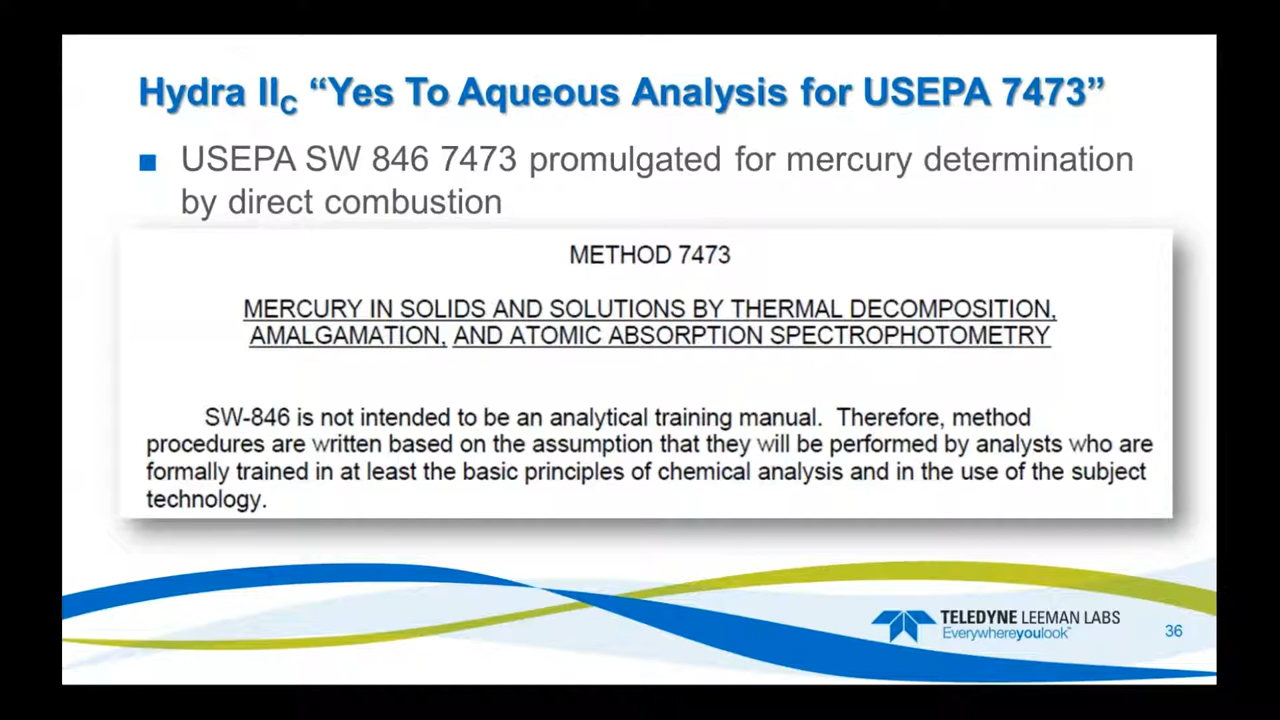 Hydra IIC “Yes To Aqueous Analysis for USEPA 7473”
■ USEPA SW 846 7473 promulgated for mercury determination
by direct combustion
METHOD 7473
MERCURY IN SOLIDS AND SOLUTIONS BY THERMAL DECOMPOSITION,
AMALGAMATION, AND ATOMIC ABSORPTION SPECTROPHOTOMETRY
SW-846 is not intended to be an analytical training manual. Therefore, method
procedures are written based on the assumption that they will be performed by analysts who are
formally trained in at least the basic principles of chemical analysis and in the use of the subject
technology.
TELEDYNE LEEMAN LABS
Everywhereyoulook™
36